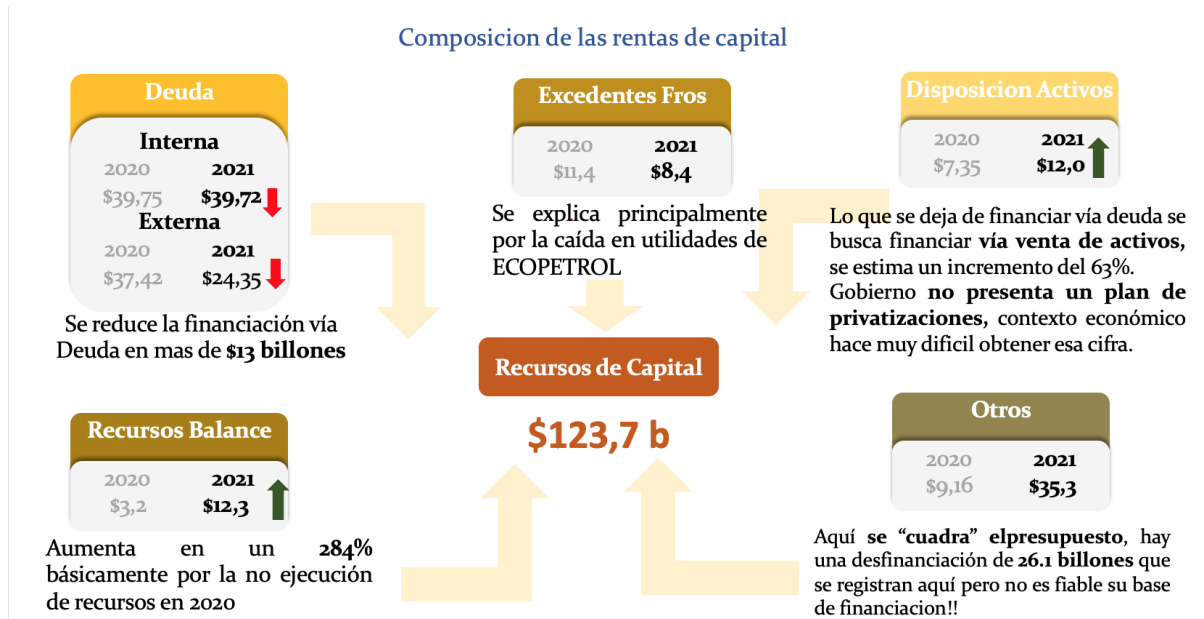 Composicion de las rentas de capital
Deuda
Interna
2020 2021
$39,75 $39,72
Externa
2020 2021
$37,42 $24,35
Se reduce la financiación vía
Deuda en mas de $13 billones
Excedentes Fros
2020 2021
$11,4 $8,4
Se explica principalmente
por la caída en utilidades de
ECOPETROL
Disposicion Activos
2020 2021
$7,35 $12,0
Lo que se deja de financiar vía deuda se
busca financiar vía venta de activos,
se estima un incremento del 63%.
Gobierno no presenta un plan de
privatizaciones, contexto económico
hace muy dificil obtener esa cifra.
Recursos de Capital
$123,7 b
Recursos Balance
2020 2021
$3,2 $12,3
Aumenta en un 284%
básicamente por la no ejecución
de recursos en 2020
Otros
2020 2021
$9,16 $35,3
Aquí se “cuadra” elpresupuesto, hay
una desfinanciación de 26.1 billones que
se registran aquí pero no es fiable su base
de financiacion!!